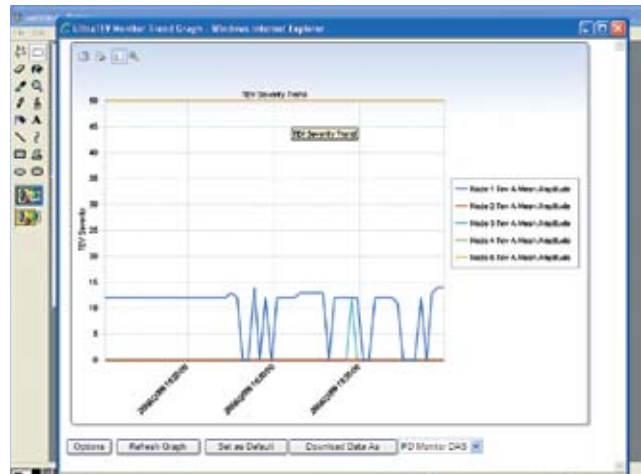 UltraTEV Monitor Trend Graph - Windows Internet Explorer
TEV Severity Trend
TEV Severity Trend
TEV Severity
50
45
40
35
30
25
20
15
10
5
0
Node 1 Tev A Mean Amplitude
Node 2 Tev A Mean Amplitude
Node 3 Tev A Mean Amplitude
Node 4 Tev A Mean Amplitude
Node 5 Tev A Mean Amplitude
Options
Refresh Graph
Set as Default
Download Data As
PD Monitor DAS